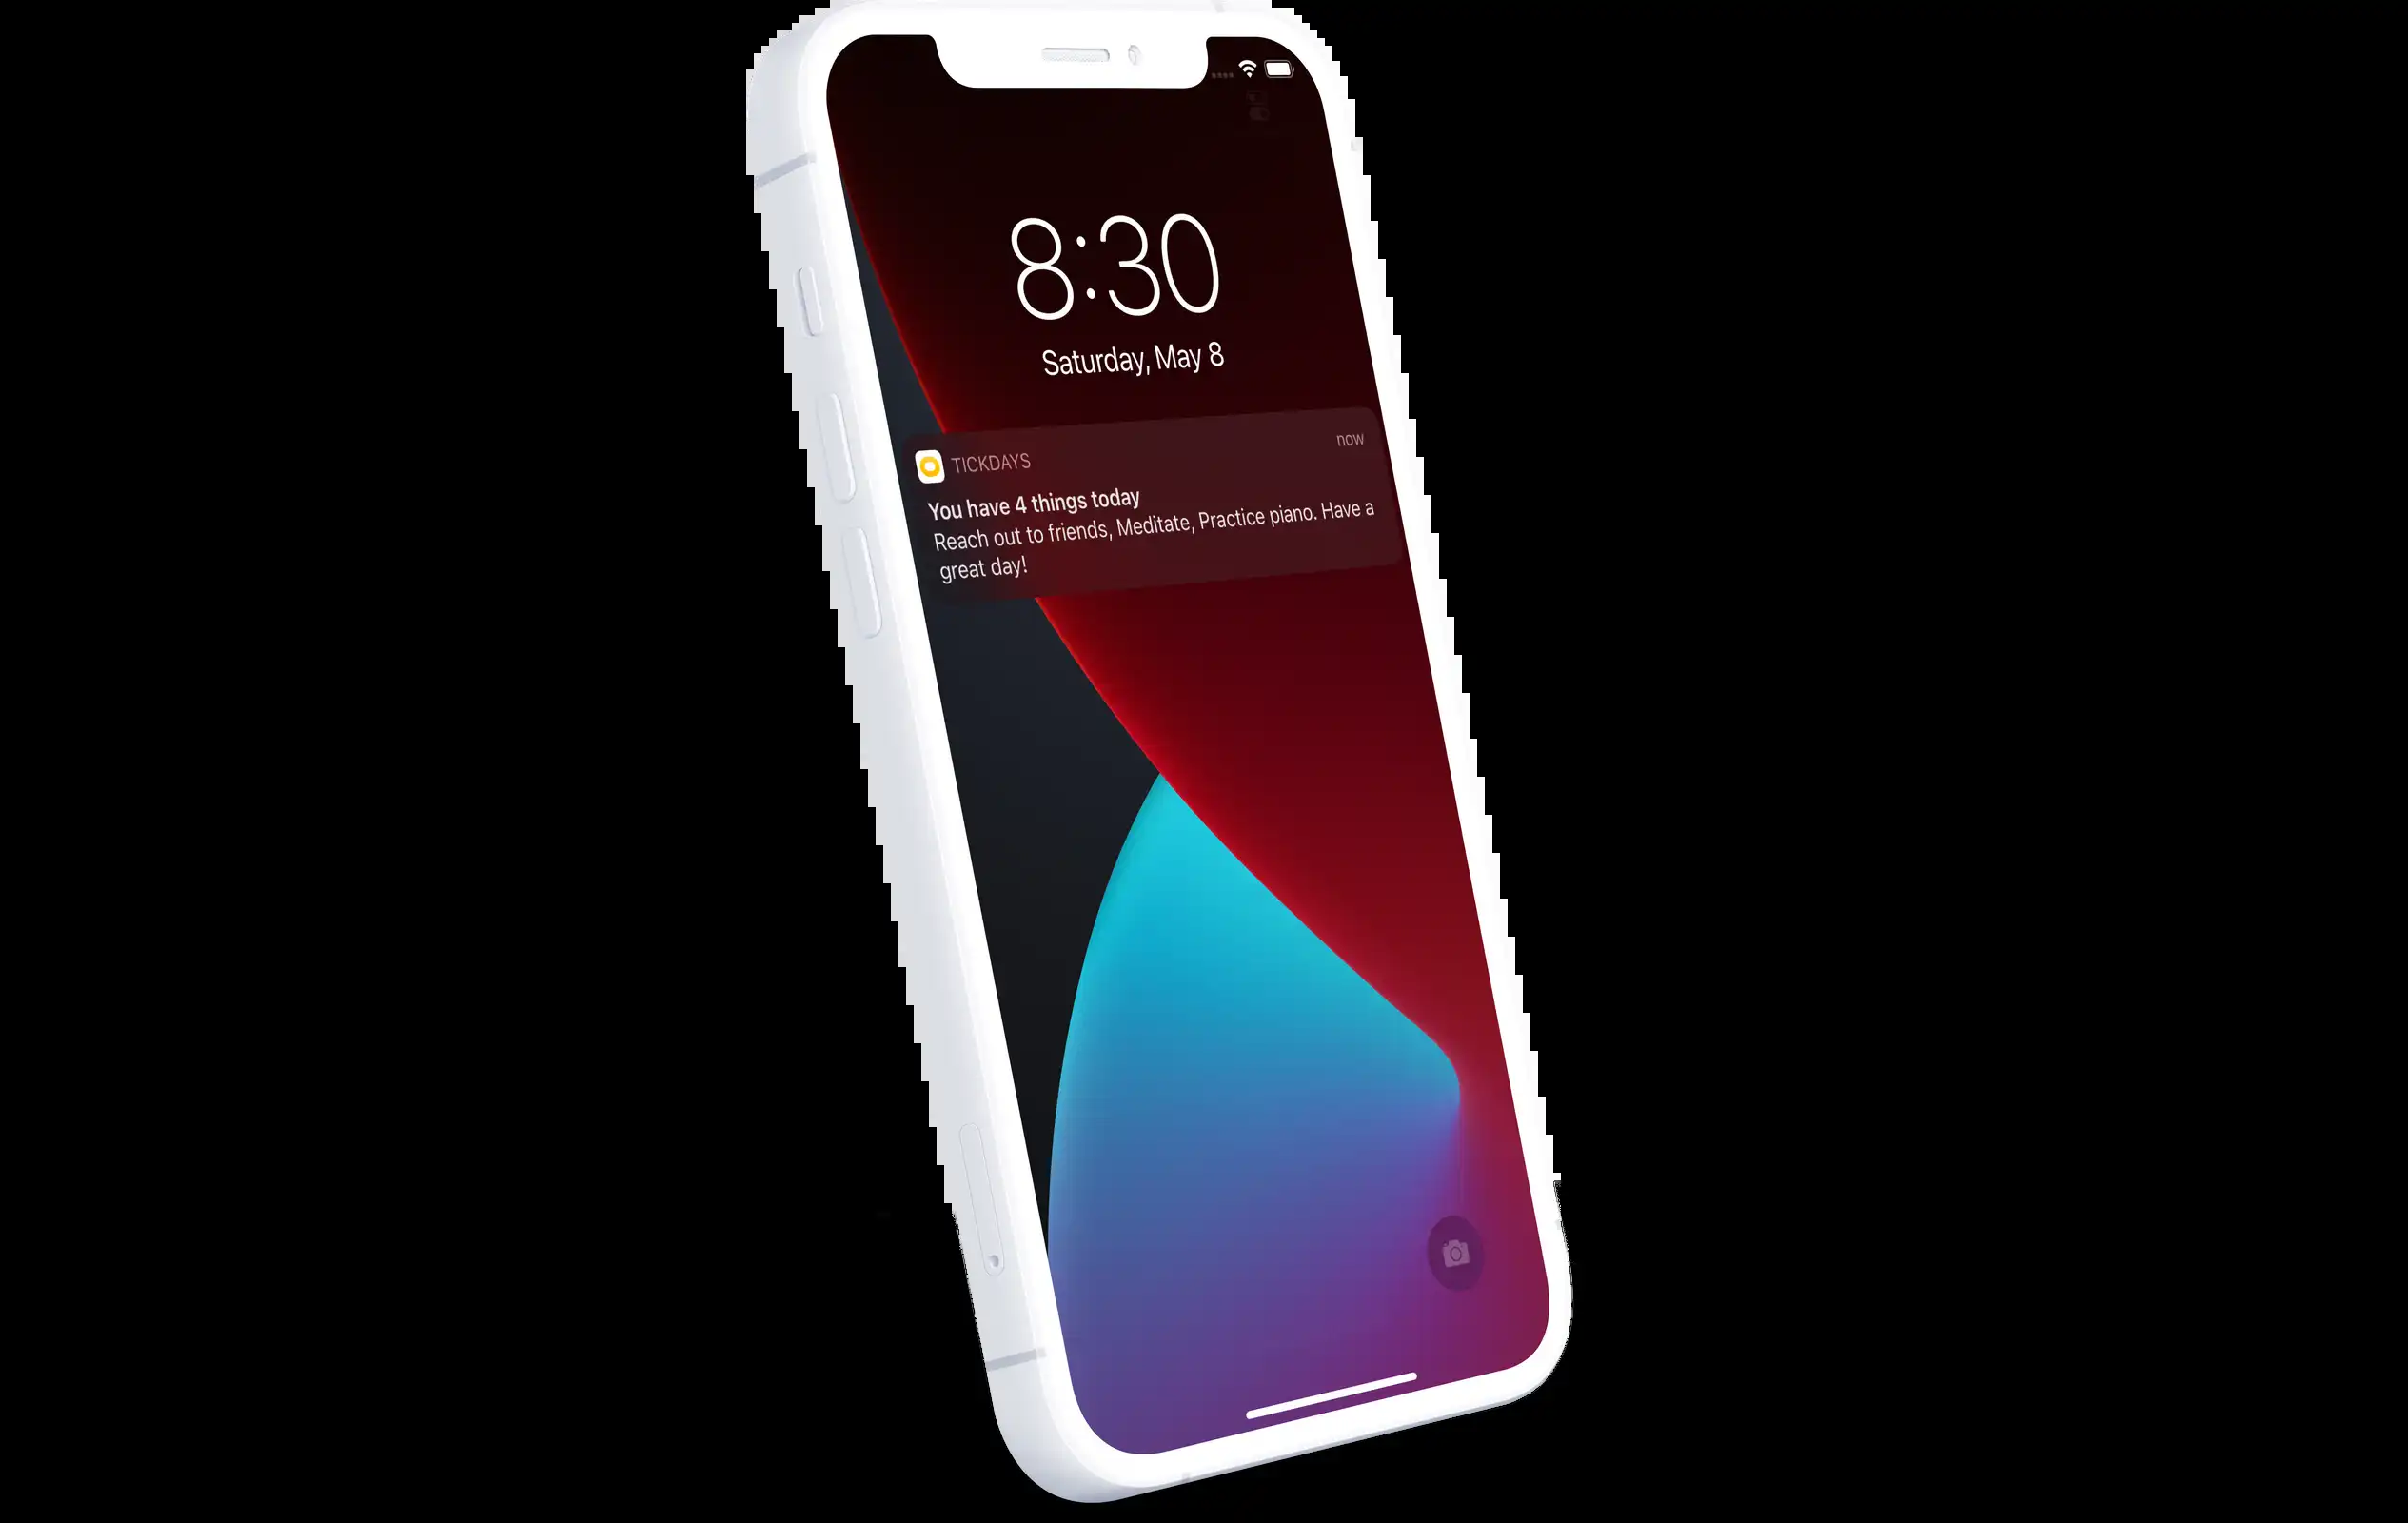 8:30
Saturday, May 8
TICKDAYS
now
You have 4 things today
Reach out to friends, Meditate, Practice piano. Have a
great day!